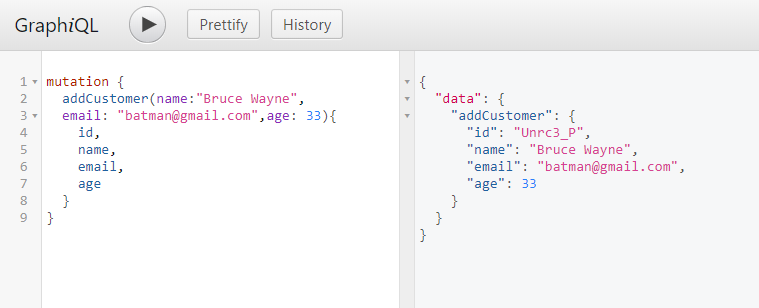 GraphiQL Prettify History
1 mutation {
2 addCustomer(name:"Bruce Wayne",
3 email: "batman@gmail.com",age: 33){
4 id,
5 name,
6 email,
7 age
8 }
9 }
{
"data": {
"addCustomer": {
"id": "Unrc3_P",
"name": "Bruce Wayne",
"email": "batman@gmail.com",
"age": 33
}
}
}